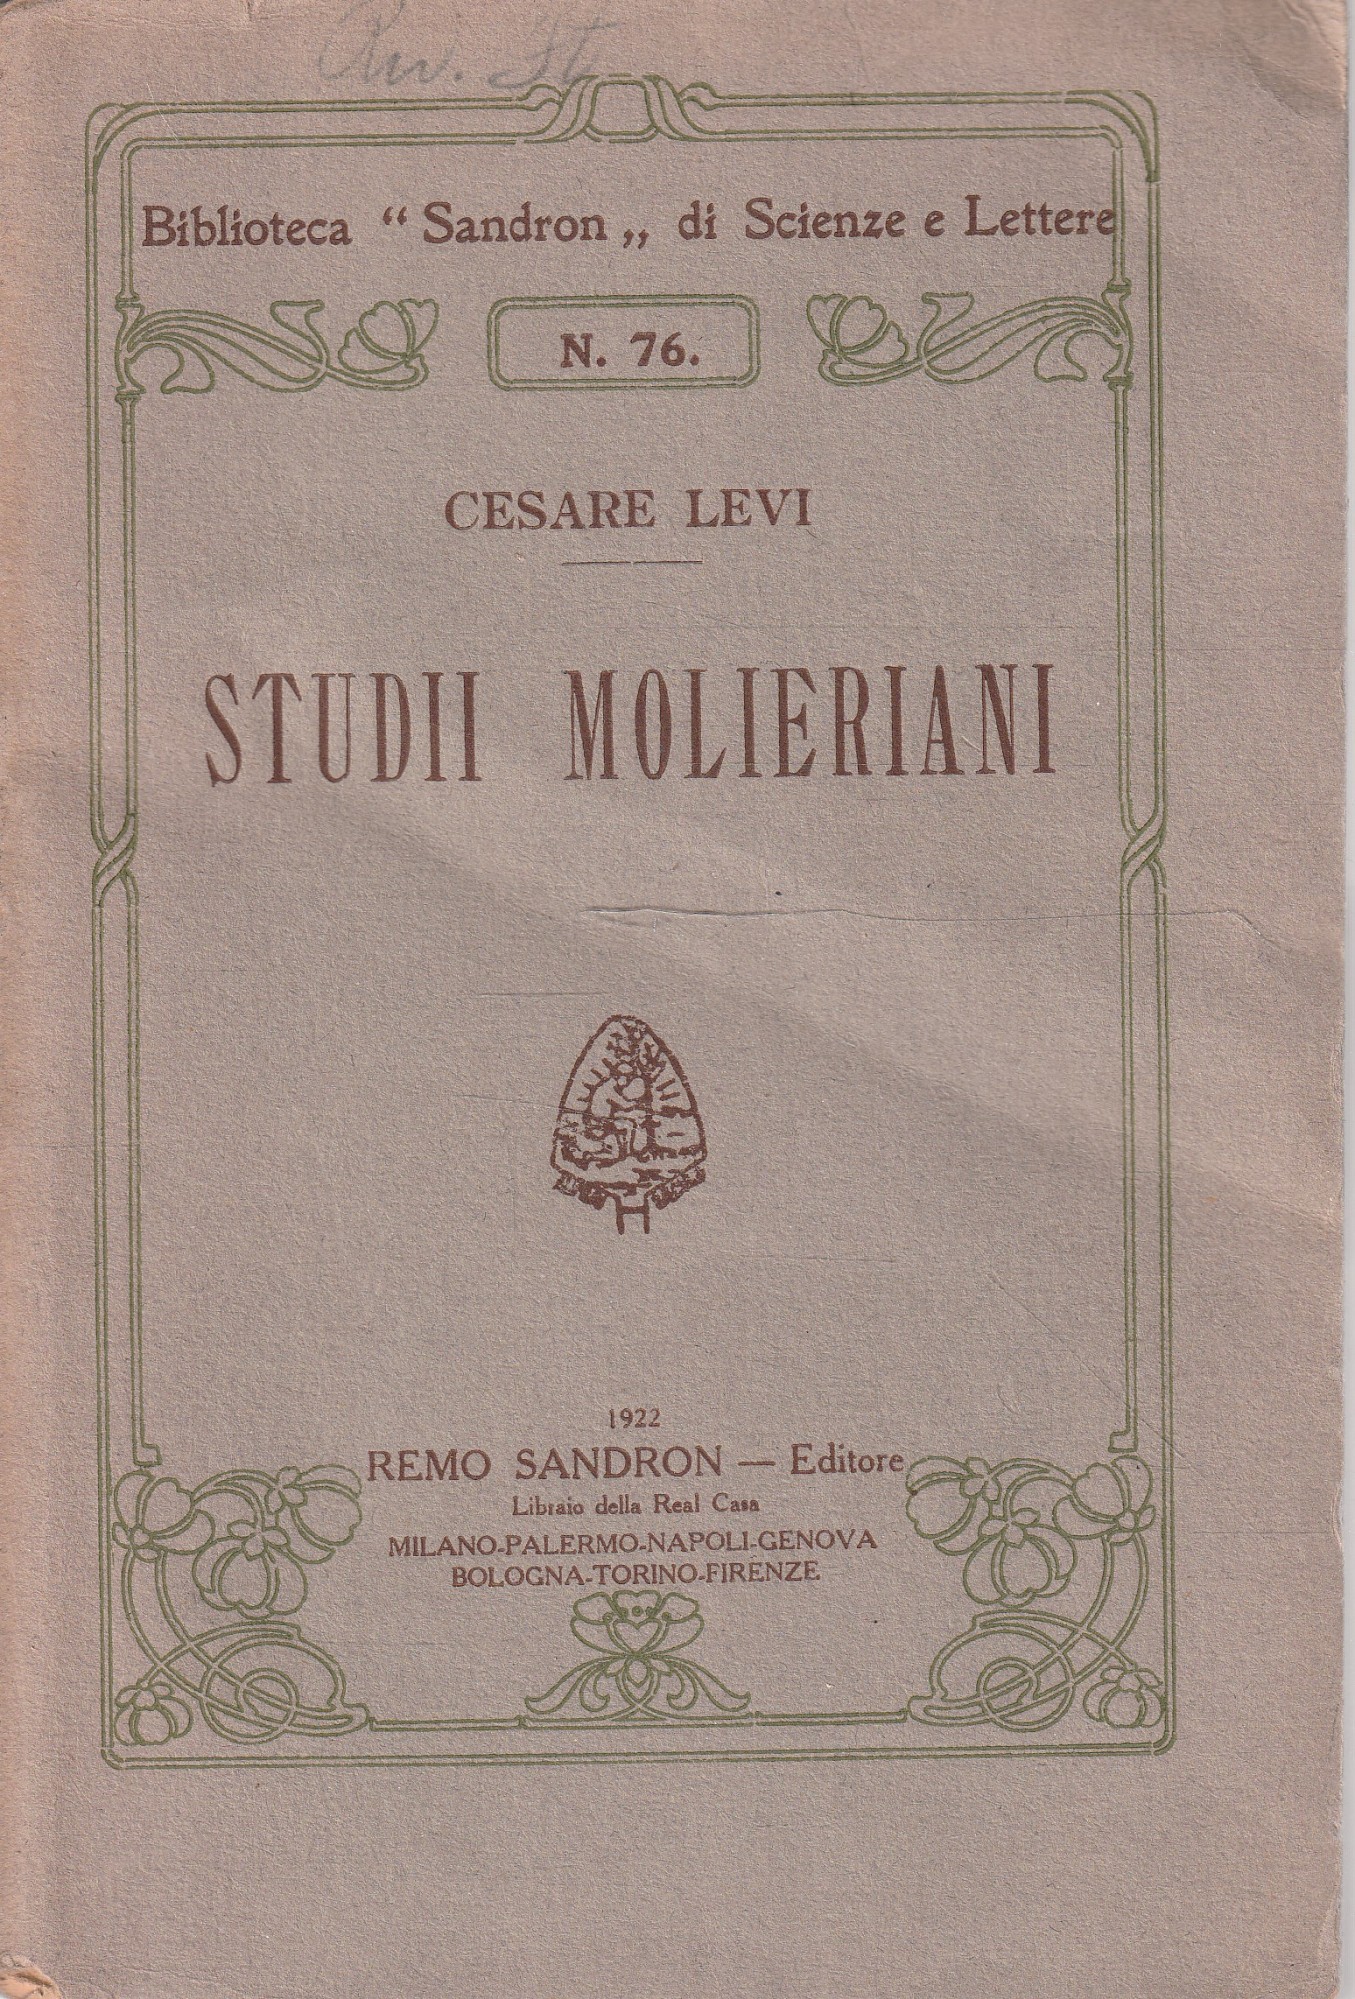 Biblioteca “ Sandron „ di Scienze e Lettere
N. 76.
CESARE LEVI
STUDII MOLIERIANI
1922
REMO SANDRON — Editore
Libraio della Real Casa
MILANO-PALERMO-NAPOLI-GENOVA
BOLOGNA-TORINO-FIRENZE